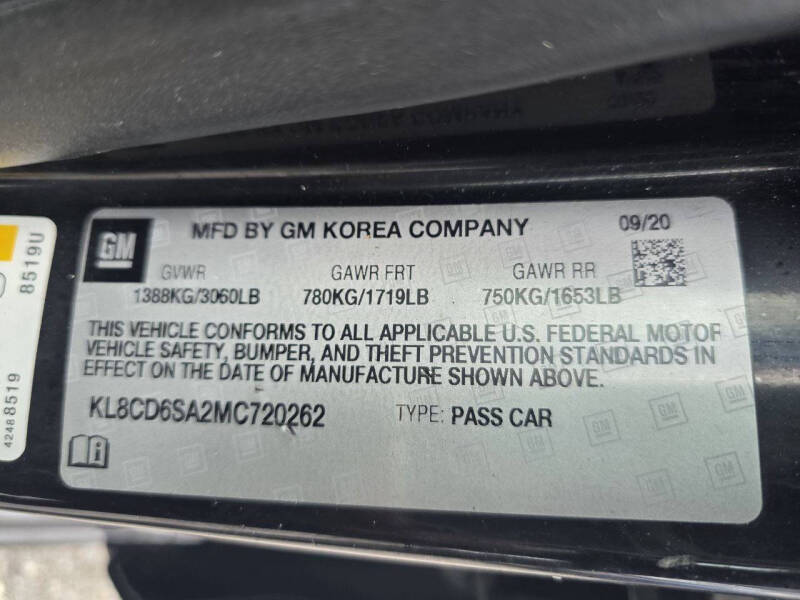 GM
MFD BY GM KOREA COMPANY
09/20
GVWR
GAWR FRT
GAWR RR
1388KG/3060LB
780KG/1719LB
750KG/1653LB
THIS VEHICLE CONFORMS TO ALL APPLICABLE U.S. FEDERAL MOTOR
VEHICLE SAFETY, BUMPER, AND THEFT PREVENTION STANDARDS IN
EFFECT ON THE DATE OF MANUFACTURE SHOWN ABOVE.
KL8CD6SA2MC720262
TYPE: PASS CAR
8519U
42488519